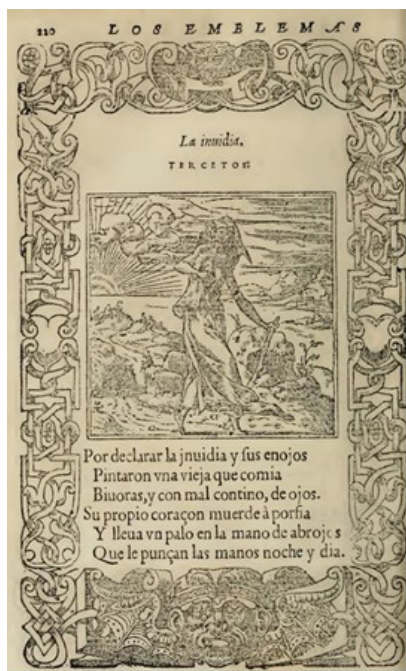 220 LOS EMBLEMAS
La inuidia.
TERCETOS
Por declarar la jnuidia y sus enojos
Pintaron vna vieja que comia
Biuoras, y con mal contino, de ojos.
Su propio coraçon muerde à porfia
Y lleua vn palo en la mano de abrojos
Que le punçan las manos noche y dia.